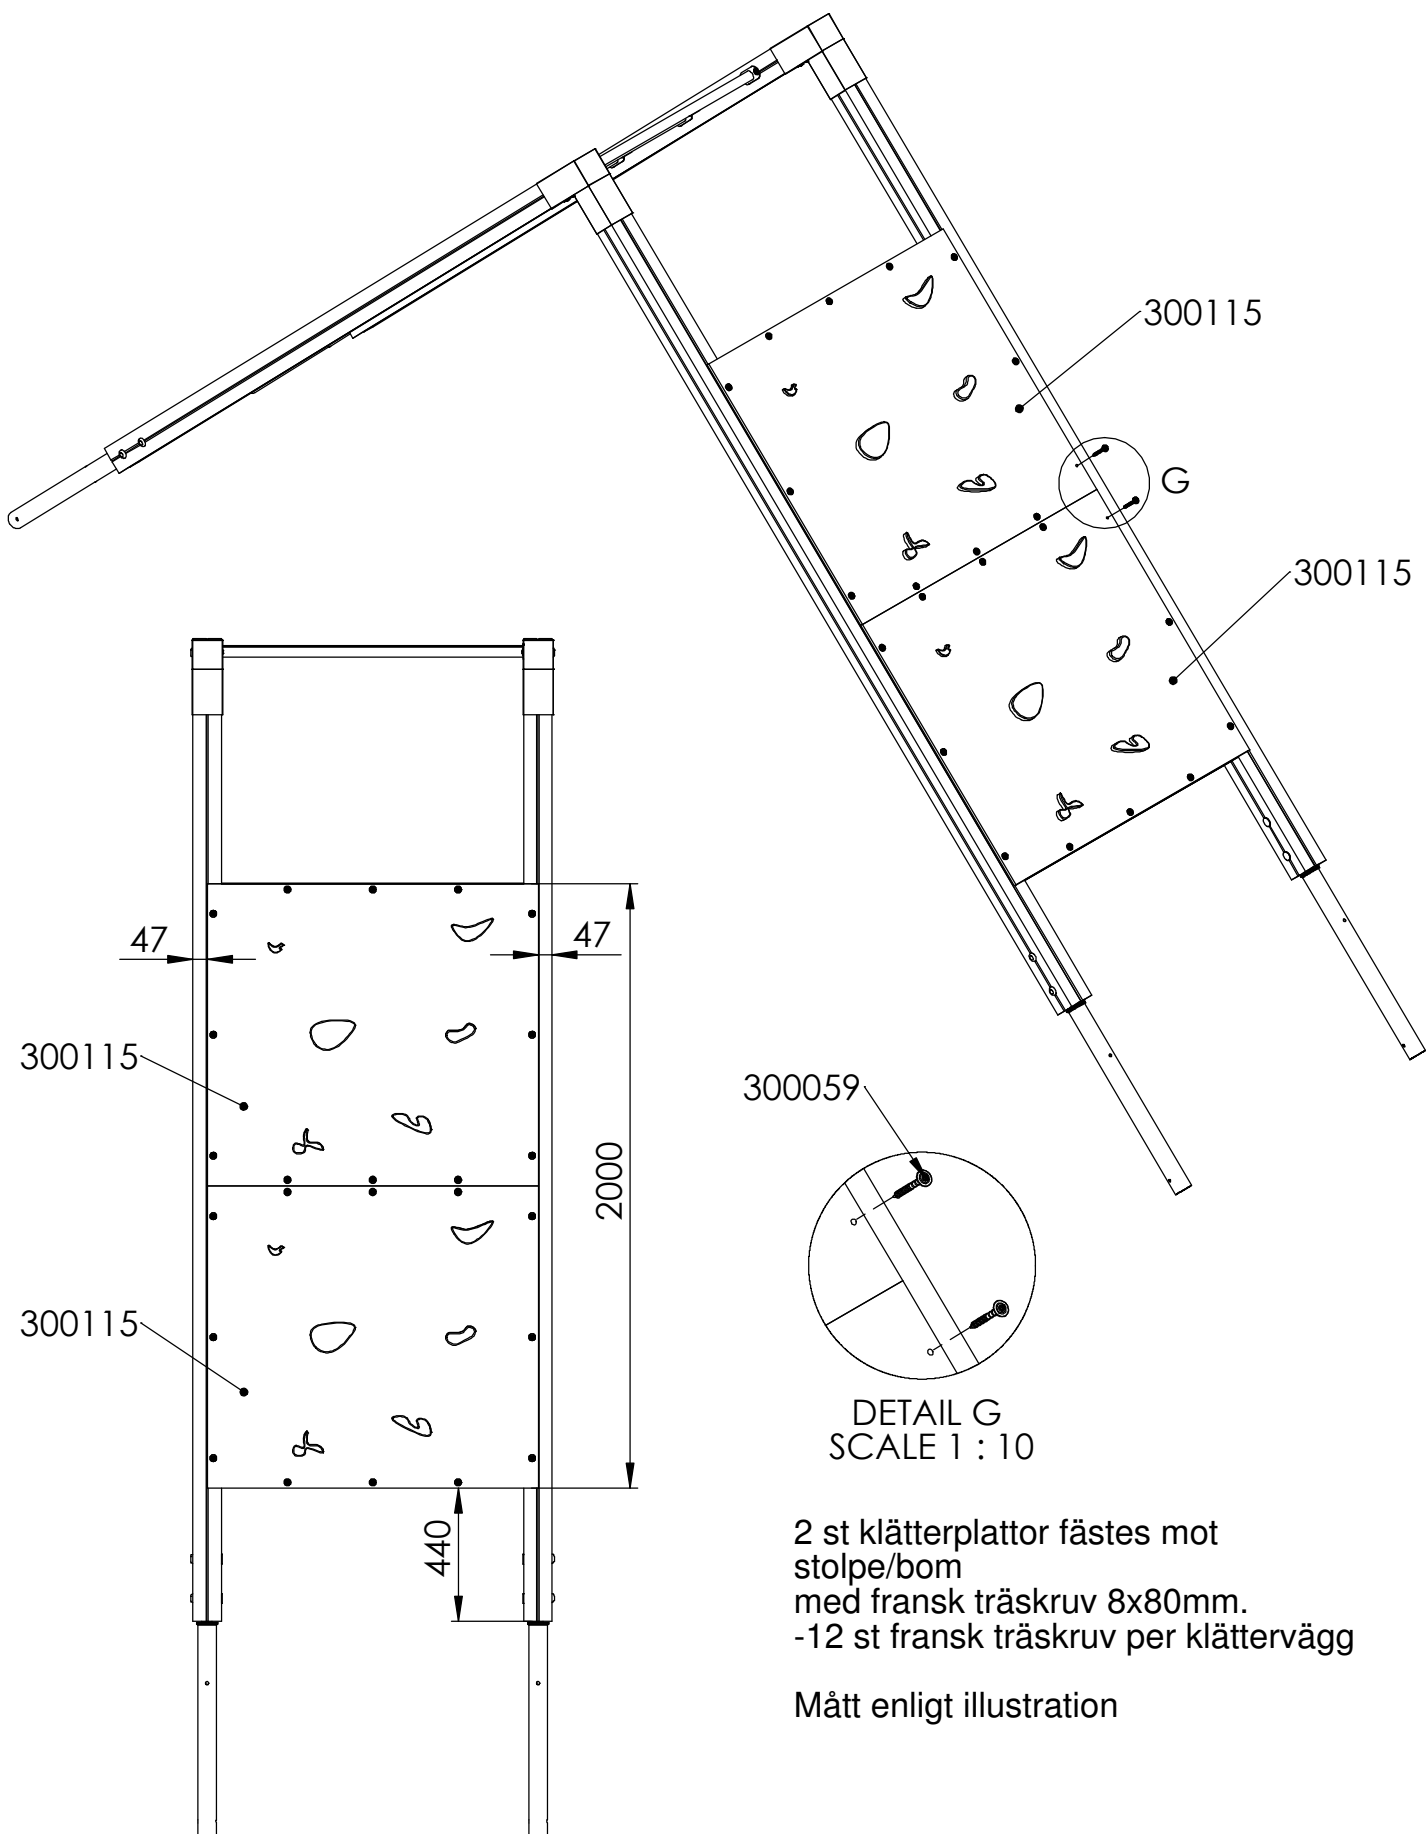 300115
G
300115
47
47
300115
300059
2000
300115
DETAIL G
SCALE 1 : 10
440
2 st klätterplattor fästes mot
stolpe/bom
med fransk träskruv 8x80mm.
-12 st fransk träskruv per klättervägg
Mått enligt illustration